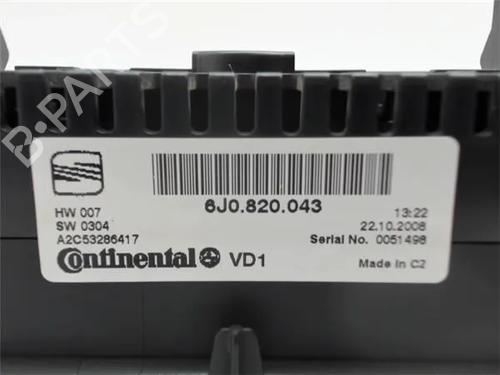 B-PARTS
6J0.820.043
HW 007
SW 0304
A2C53286417
13:22
22.10.2008
Serial No. 0051498
Continental VD1
Made in CZ